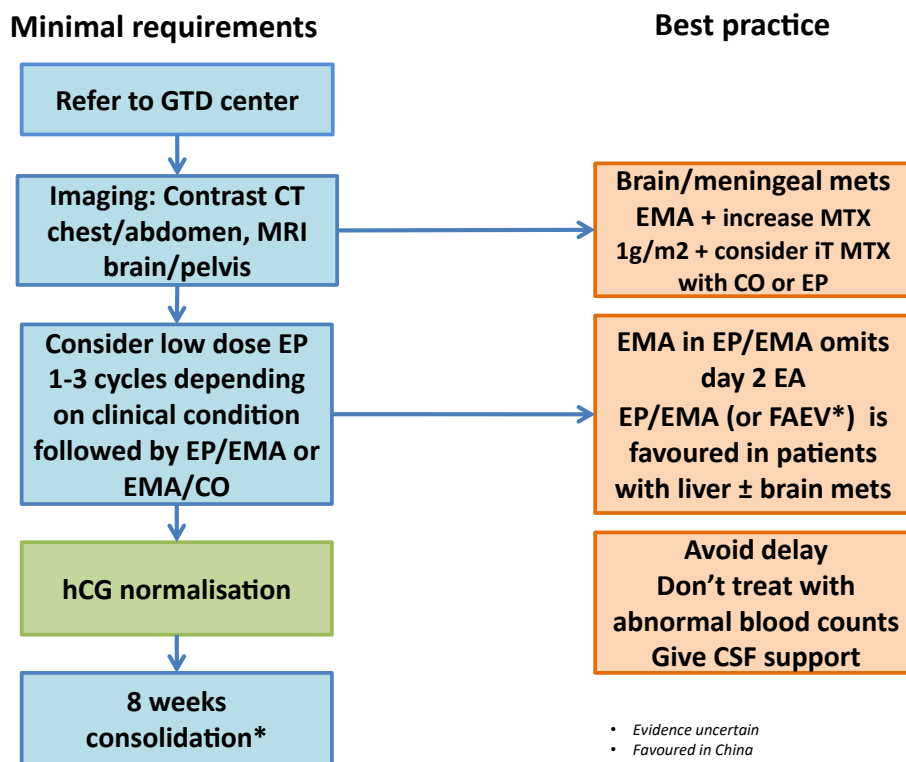 Minimal requirements
Best practice
Refer to GTD center
Imaging: Contrast CT
chest/abdomen, MRI
brain/pelvis
Brain/meningeal mets
EMA + increase MTX
1g/m2 + consider iT MTX
with CO or EP
Consider low dose EP
1-3 cycles depending
on clinical condition
followed by EP/EMA or
EMA/CO
EMA in EP/EMA omits
day 2 EA
EP/EMA (or FAEV*) is
favoured in patients
with liver ± brain mets
hCG normalisation
Avoid delay
Don't treat with
abnormal blood counts
Give CSF support
8 weeks
consolidation*
• Evidence uncertain
• Favoured in China